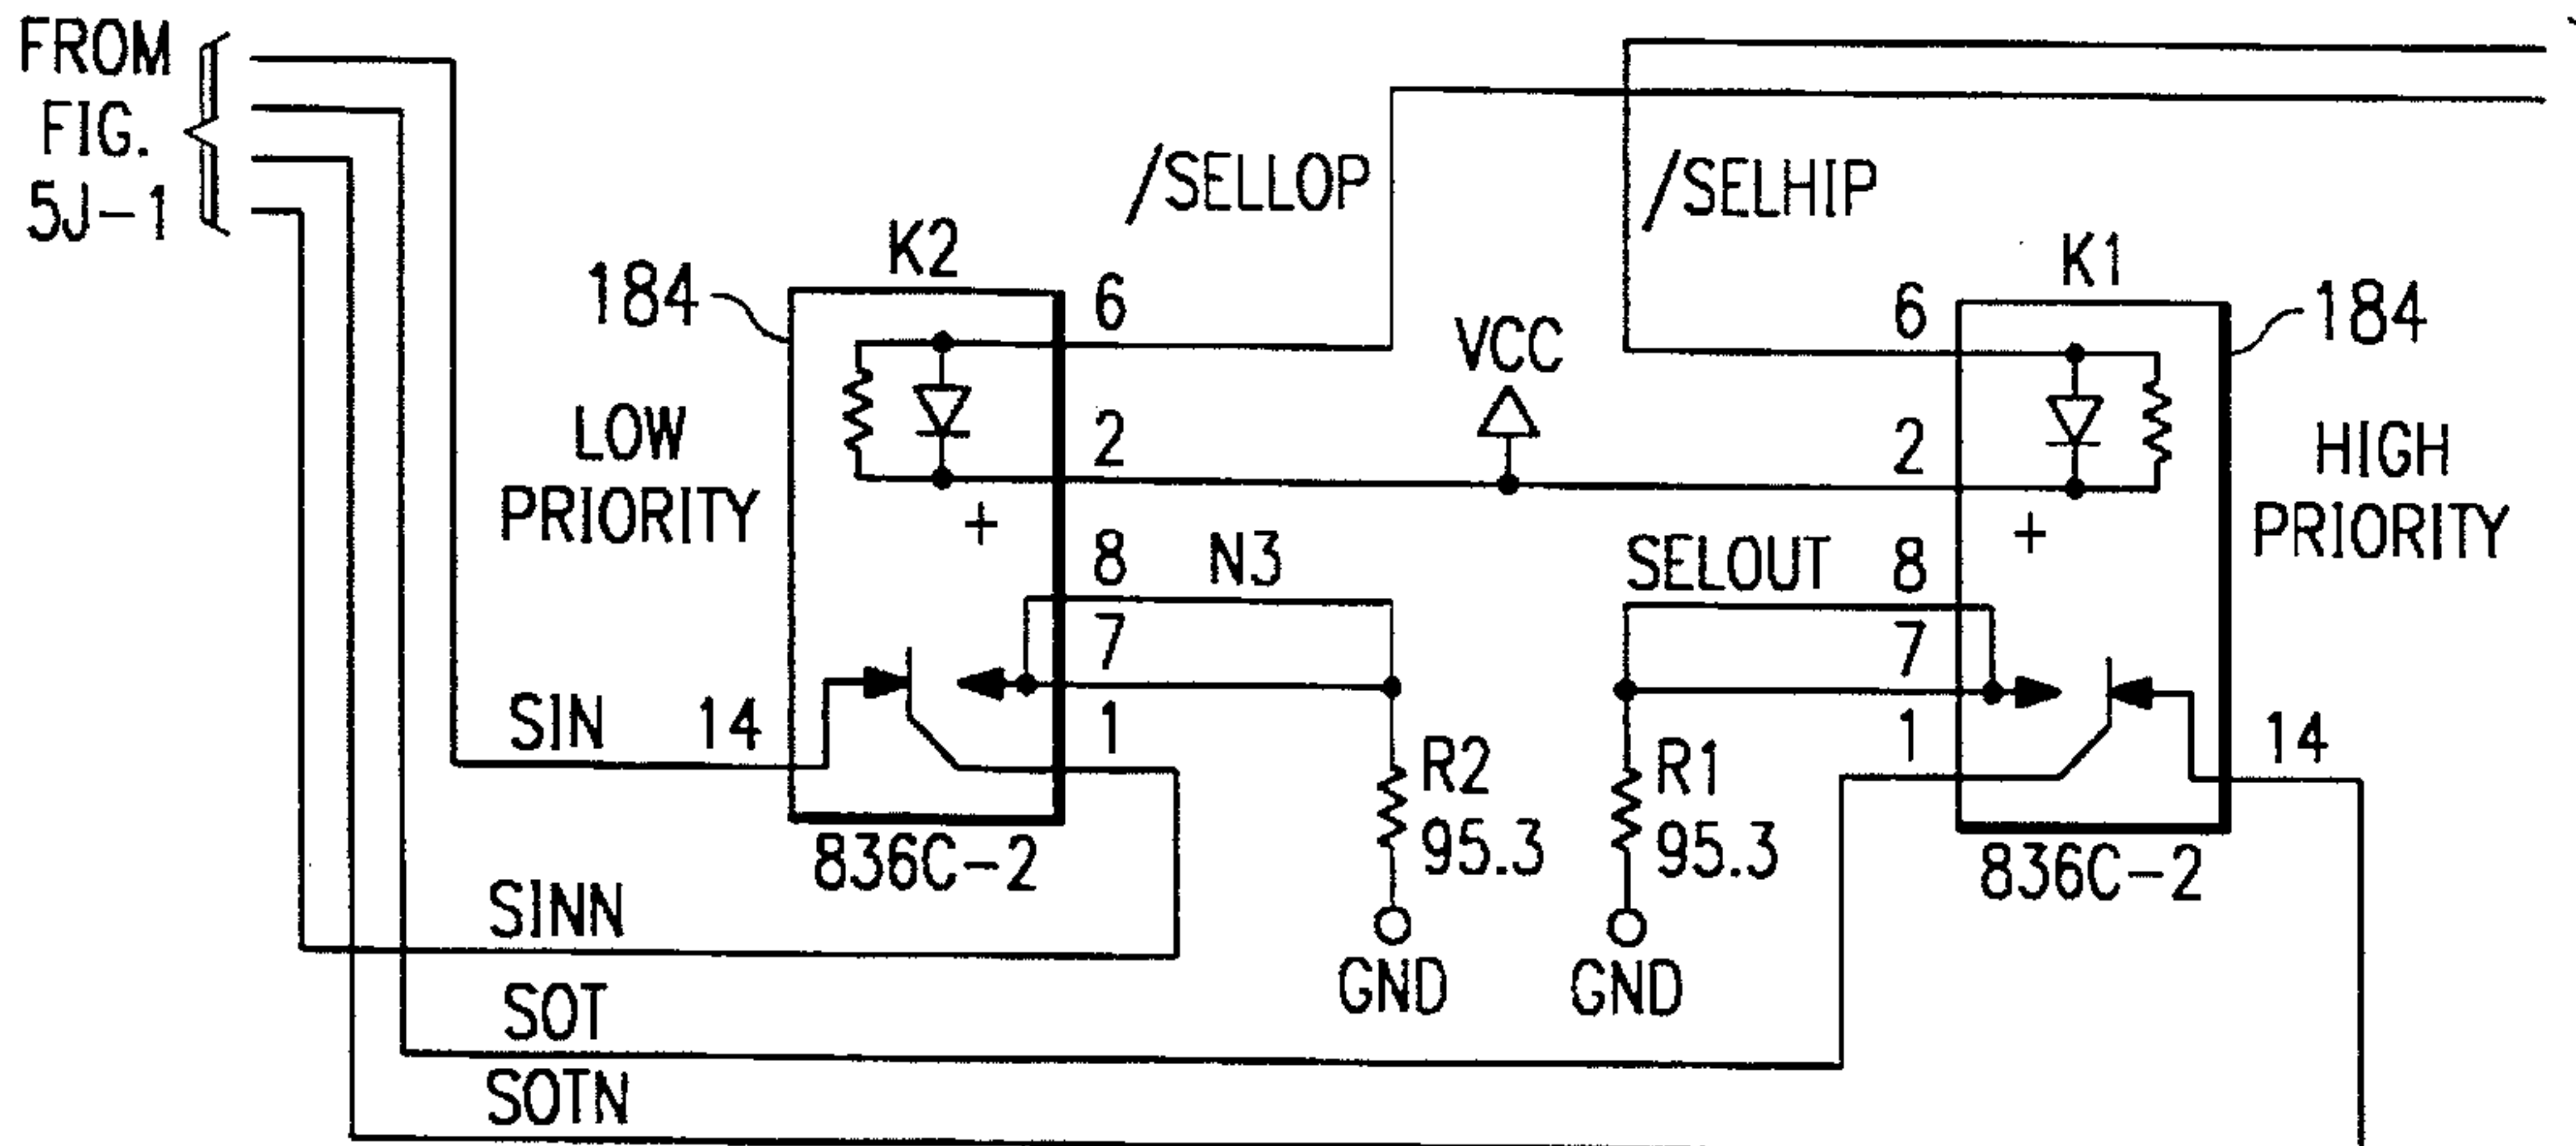 FROM
FIG.
5J-1
/SELLOP
/SELHIP
K2
K1
184
6
6
184
VCC
LOW
PRIORITY
2
2
HIGH
PRIORITY
+
+
8
N3
SELOUT
8
7
7
SIN
14
1
1
14
R2
95.3
R1
95.3
836C-2
836C-2
SINN
GND
GND
SOT
SOTN